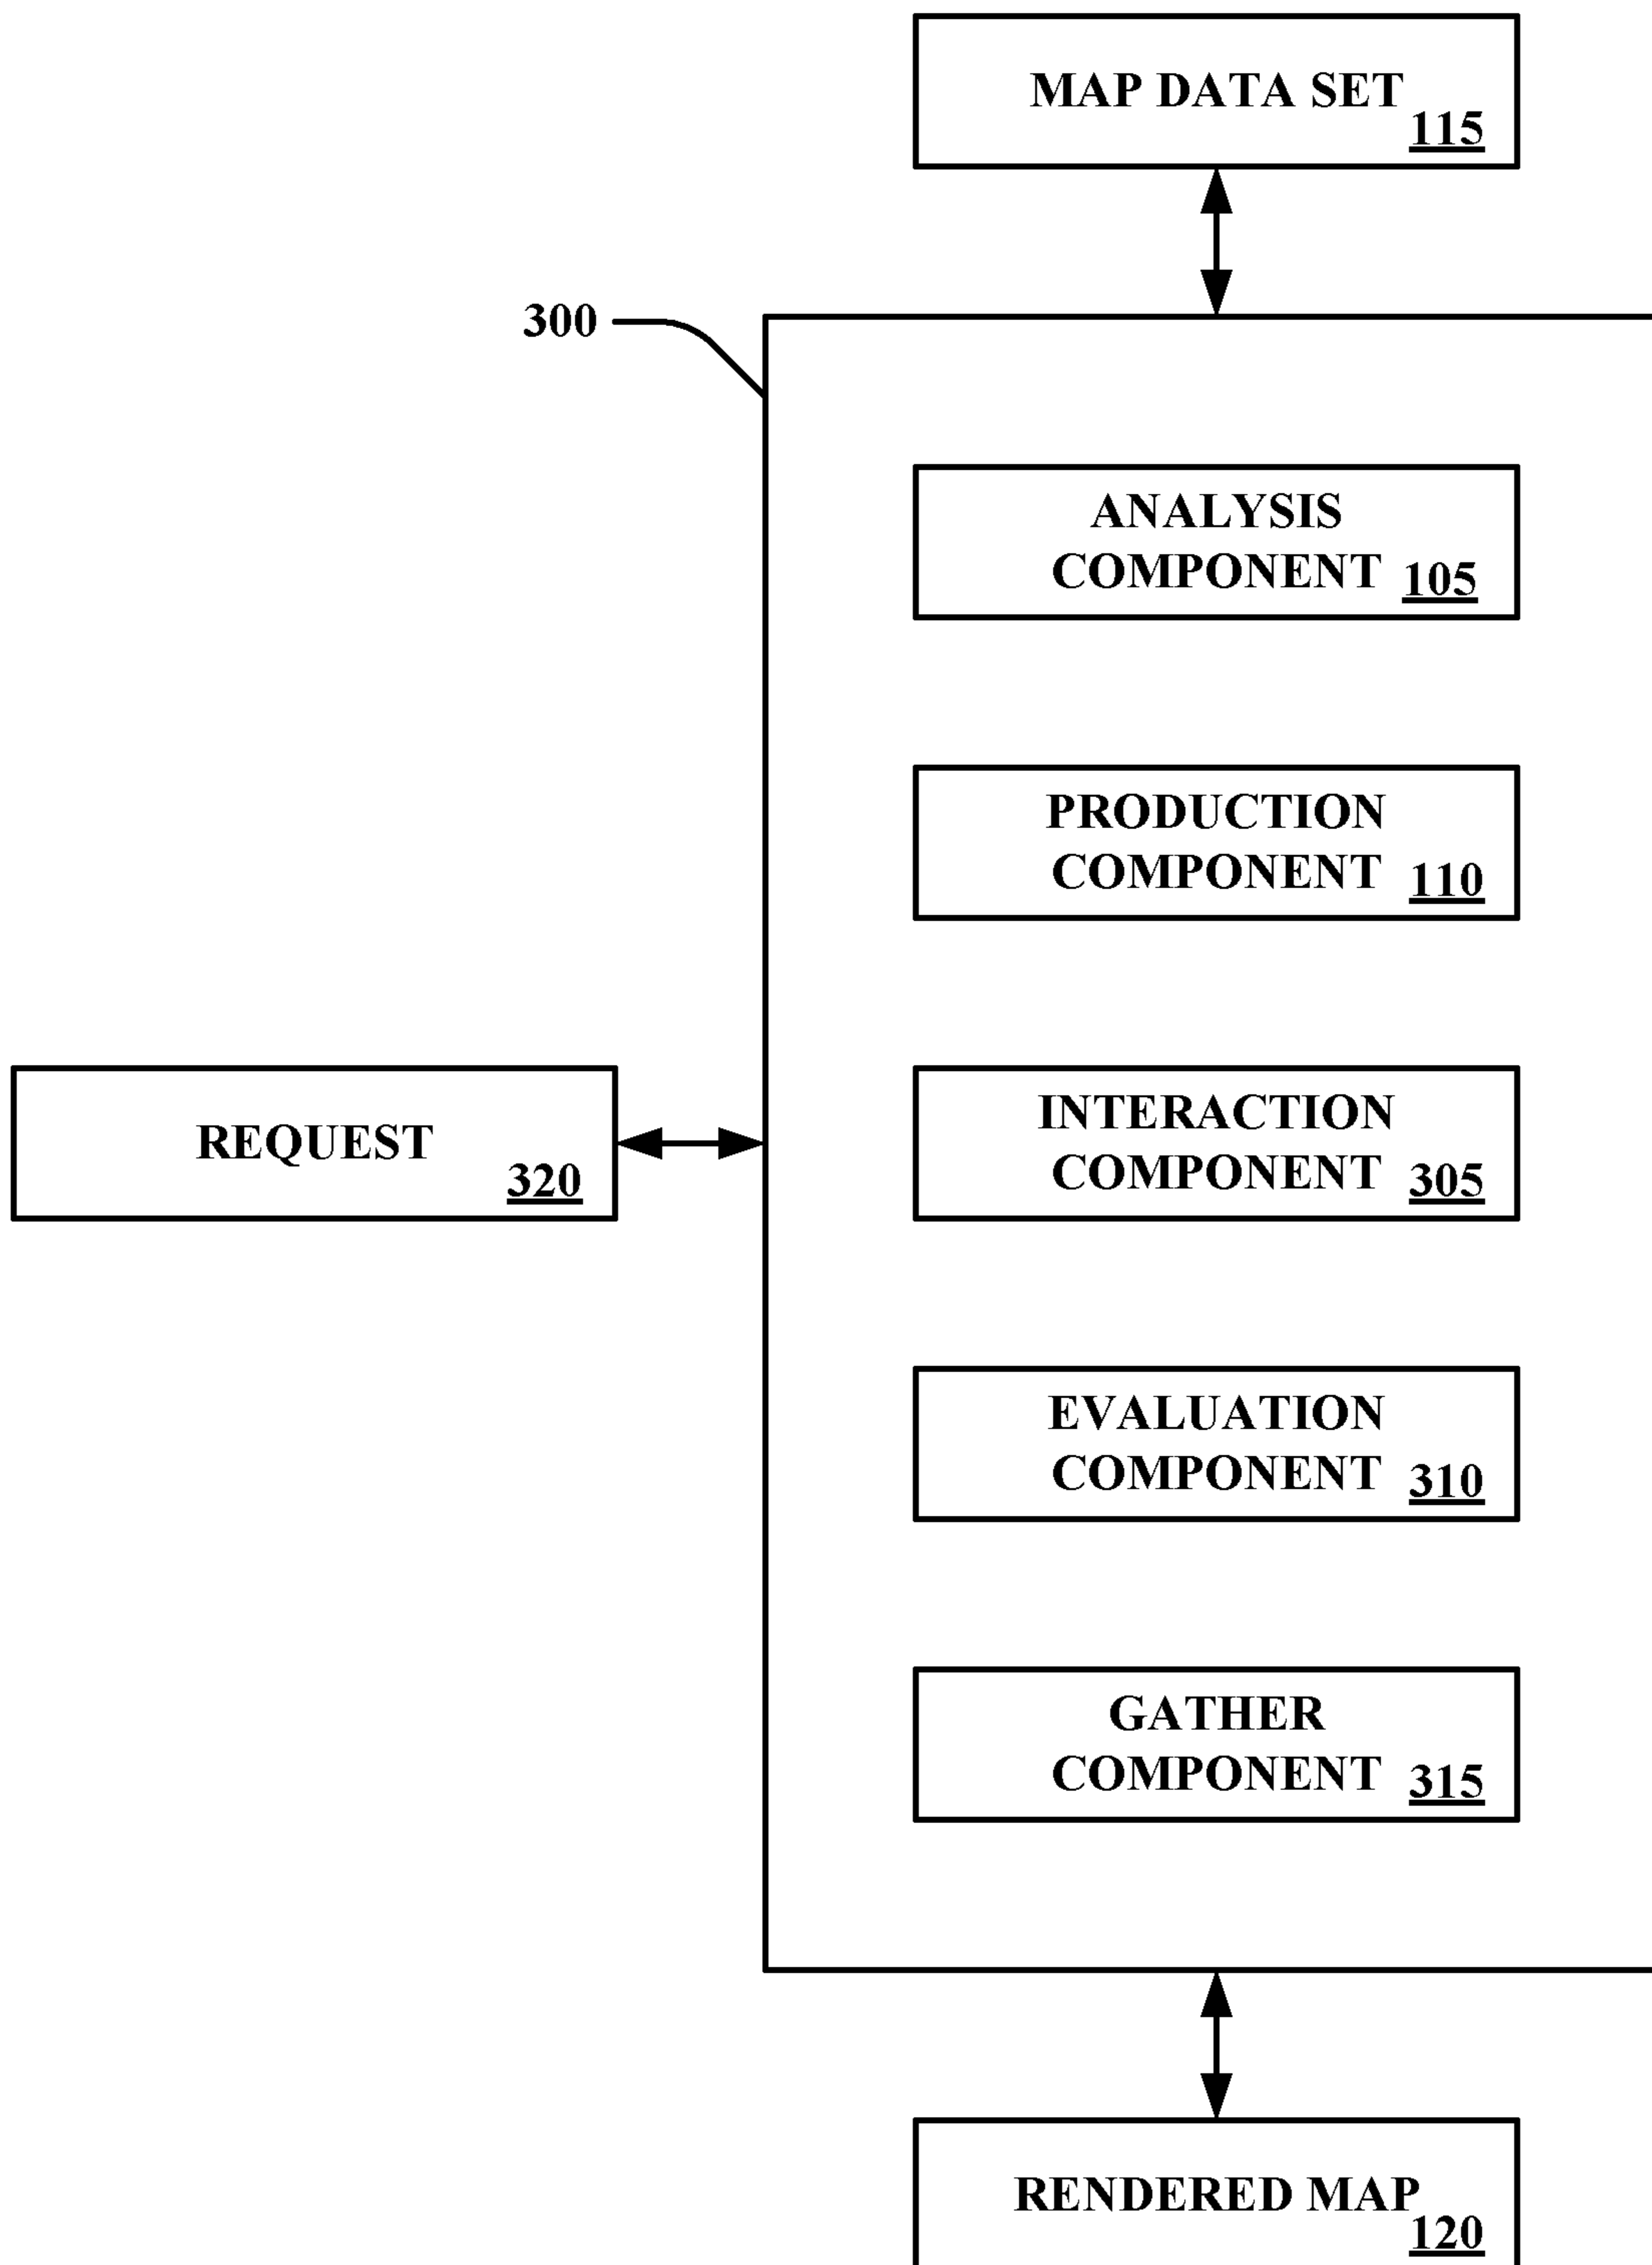 MAP DATA SET
115
300
ANALYSIS
COMPONENT 105
PRODUCTION
COMPONENT 110
REQUEST
320
INTERACTION
COMPONENT 305
EVALUATION
COMPONENT 310
GATHER
COMPONENT 315
RENDERED MAP
120